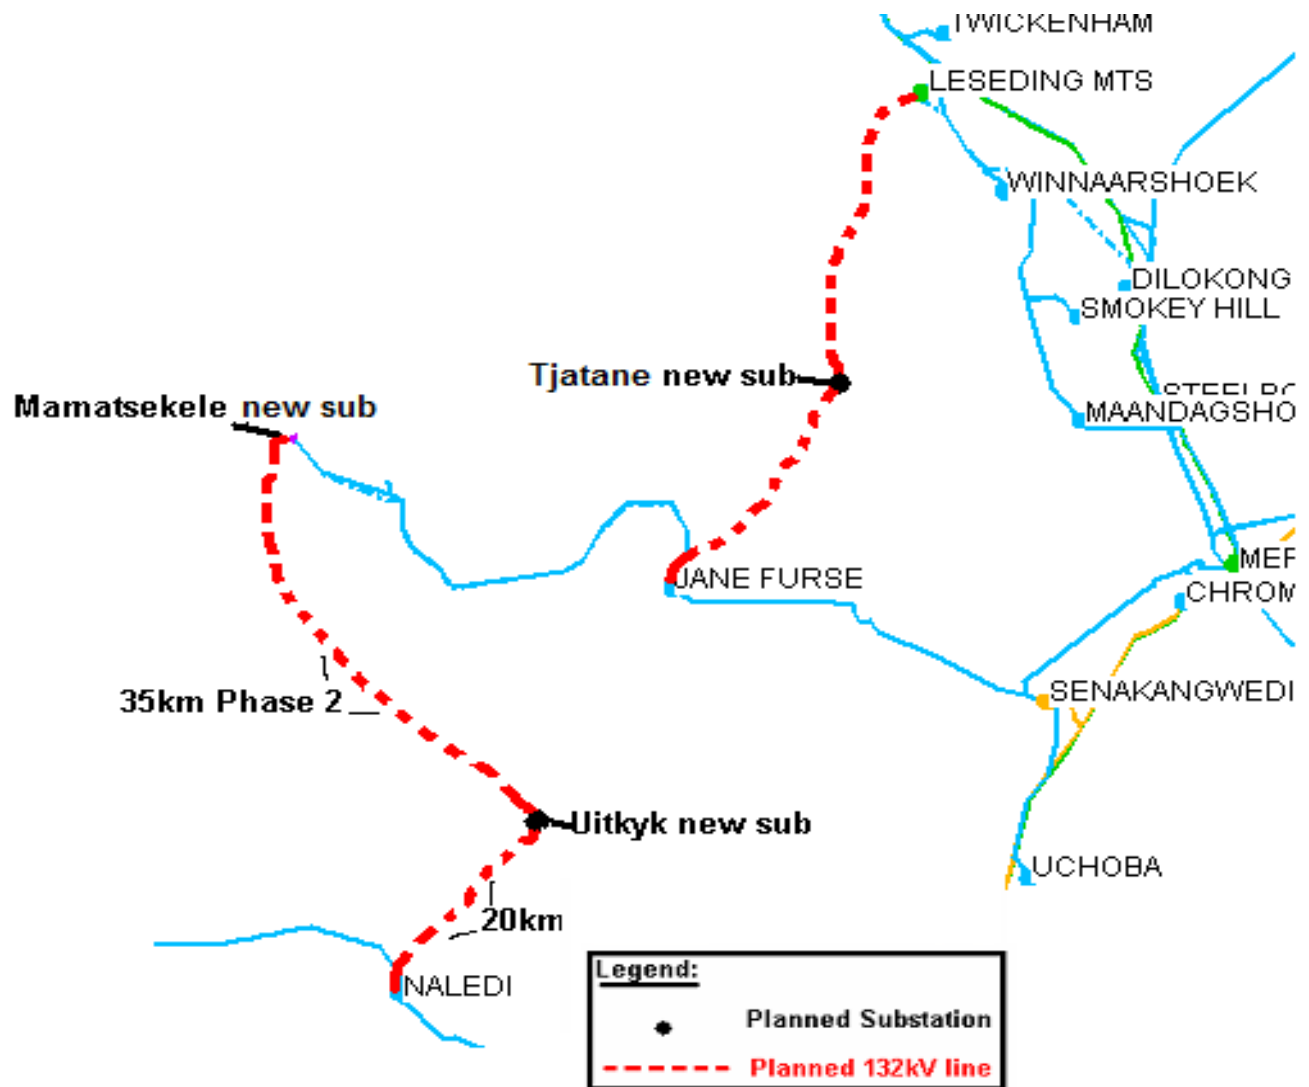 TWICKENHAM
LESEDING MTS
WINNAARSHOEK
DILOKONG
SMOKEY HILL
Tjatane new sub
MAANDAGSHO
Mamatsekele new sub
MER
JANE FURSE
CHROM
SENAKANGWEDI
35km Phase 2
Uitkyk new sub
UCHOBA
20km
NALEDI
Legend:
Planned Substation
Planned 132kV line